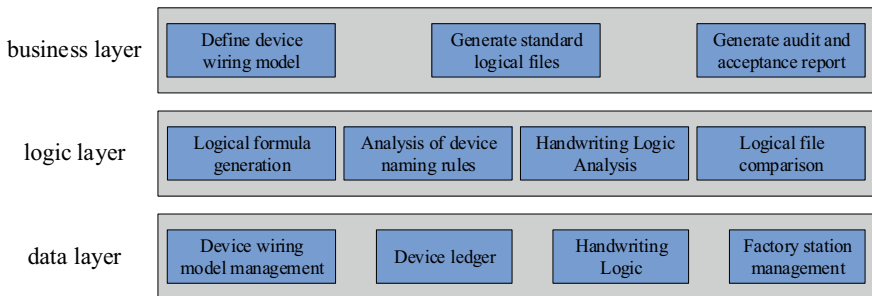 business layer
Define device
wiring model
Generate standard
logical files
Generate audit and
acceptance report
logic layer
Logical formula
generation
Analysis of device
naming rules
Handwriting Logic
Analysis
Logical file
comparison
data layer
Device wiring
model management
Device ledger
Handwriting
Logic
Factory station
management